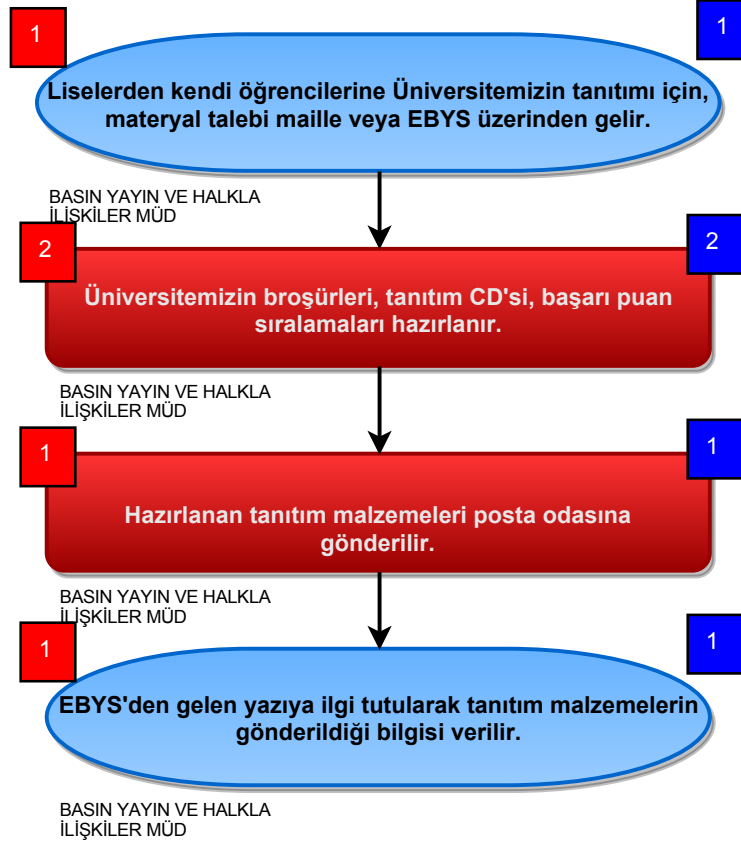 1
1
Liselerden kendi öğrencilerine Üniversitemizin tanıtımı için,
materyal talebi maille veya EBYS üzerinden gelir.
BASIN YAYIN VE HALKLA
İLİŞKİLER MÜD
2
2
Üniversitemizin broşürleri, tanıtım CD'si, başarı puan
sıralamaları hazırlanır.
BASIN YAYIN VE HALKLA
İLİŞKİLER MÜD
1
1
Hazırlanan tanıtım malzemeleri posta odasına
gönderilir.
BASIN YAYIN VE HALKLA
İLİŞKİLER MÜD
1
1
EBYS'den gelen yazıya ilgi tutularak tanıtım malzemelerin
gönderildiği bilgisi verilir.
BASIN YAYIN VE HALKLA
İLİŞKİLER MÜD